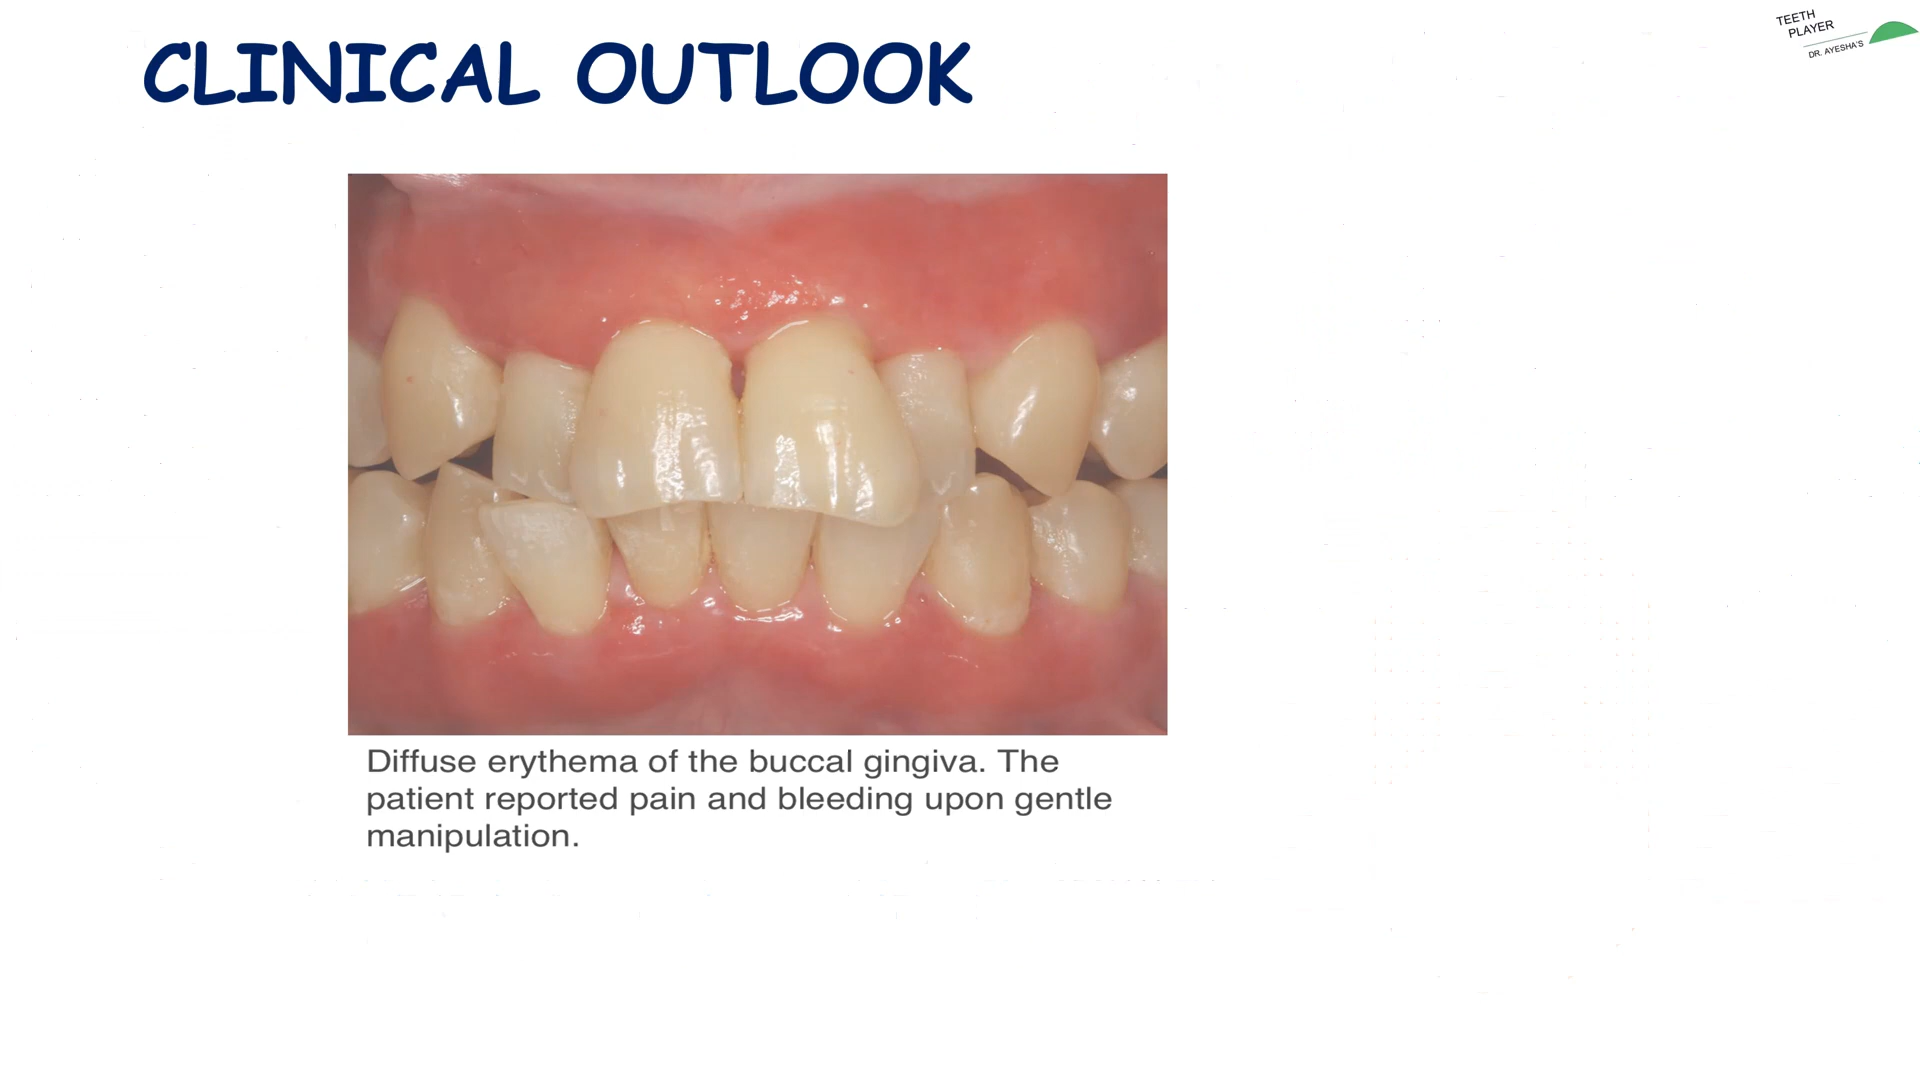 CLINICAL OUTLOOK
TEETH
PLAYER
DR. AYESHA'S
Diffuse erythema of the buccal gingiva. The
patient reported pain and bleeding upon gentle
manipulation.